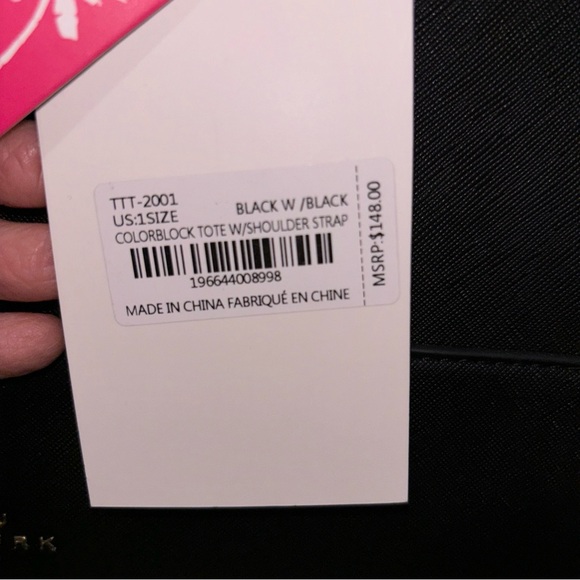 TTT-2001
US:1SIZE BLACK W /BLACK
COLORBLOCK TOTE W/SHOULDER STRAP
196644008998
MADE IN CHINA FABRIQUÉ EN CHINE
MSRP:$148.00